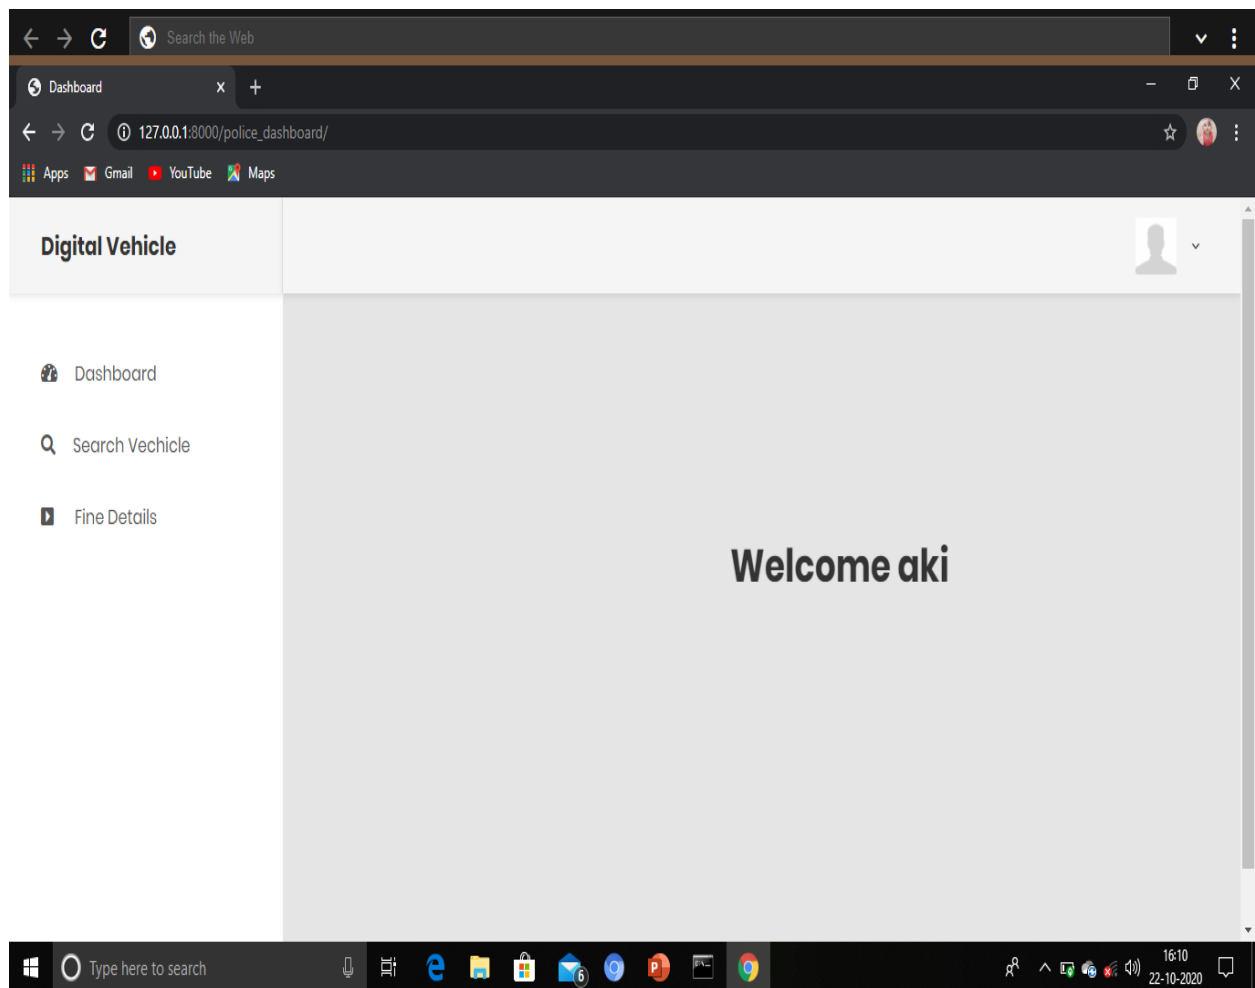 Search the Web
Dashboard
127.0.0.1:8000/police_dashboard/
Apps Gmail YouTube Maps
Digital Vehicle
Dashboard
Search Vechicle
Fine Details
Welcome aki
Type here to search
6
16:10
22-10-2020